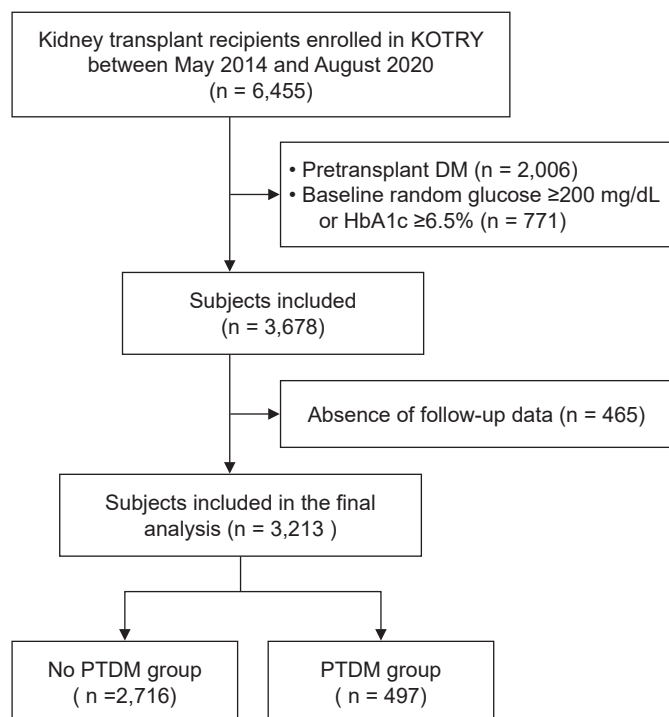 Kidney transplant recipients enrolled in KOTRY
between May 2014 and August 2020
(n = 6,455)
• Pretransplant DM (n = 2,006)
• Baseline random glucose ≥200 mg/dL
or HbA1c ≥6.5% (n = 771)
Subjects included
(n = 3,678)
Absence of follow-up data (n = 465)
Subjects included in the final
analysis (n = 3,213 )
No PTDM group
( n =2,716)
PTDM group
( n = 497)